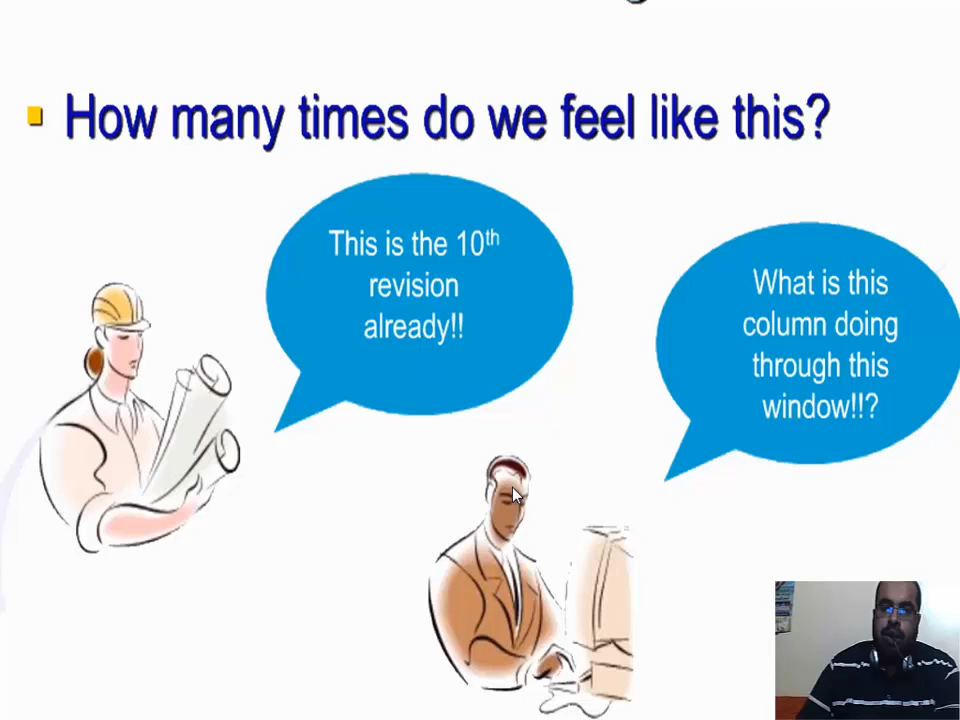 How many times do we feel like this?
This is the 10th
revision
already!!
What is this
column doing
through this
window!!?